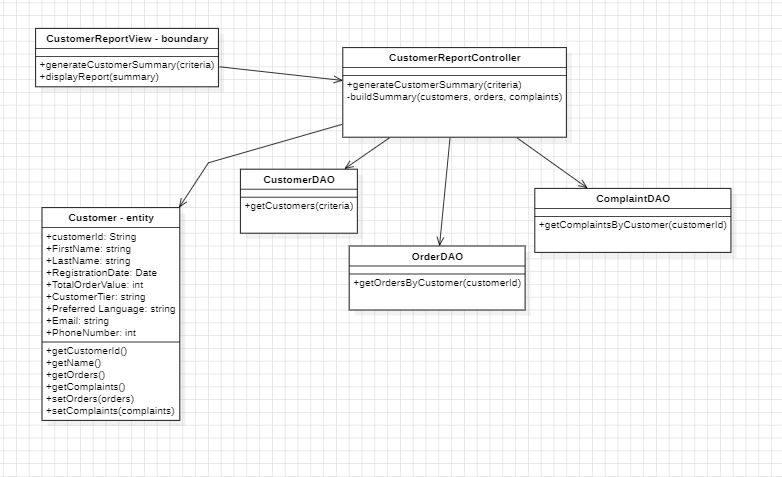 CustomerReportView - boundary
+generateCustomerSummary(criteria)
+displayReport(summary)
CustomerReportController
+generateCustomerSummary(criteria)
-buildSummary(customers, orders, complaints)
CustomerDAO
+getCustomers(criteria)
ComplaintDAO
+getComplaintsByCustomer(customerId)
Customer - entity
+customerId: String
+FirstName: string
+LastName: string
+RegistrationDate: Date
+TotalOrderValue: int
+CustomerTier: string
+Preferred Language: string
+Email: string
+PhoneNumber: int
+getCustomerId()
+getName()
+getOrders()
+getComplaints()
+setOrders(orders)
+setComplaints(complaints)
OrderDAO
+getOrdersByCustomer(customerId)